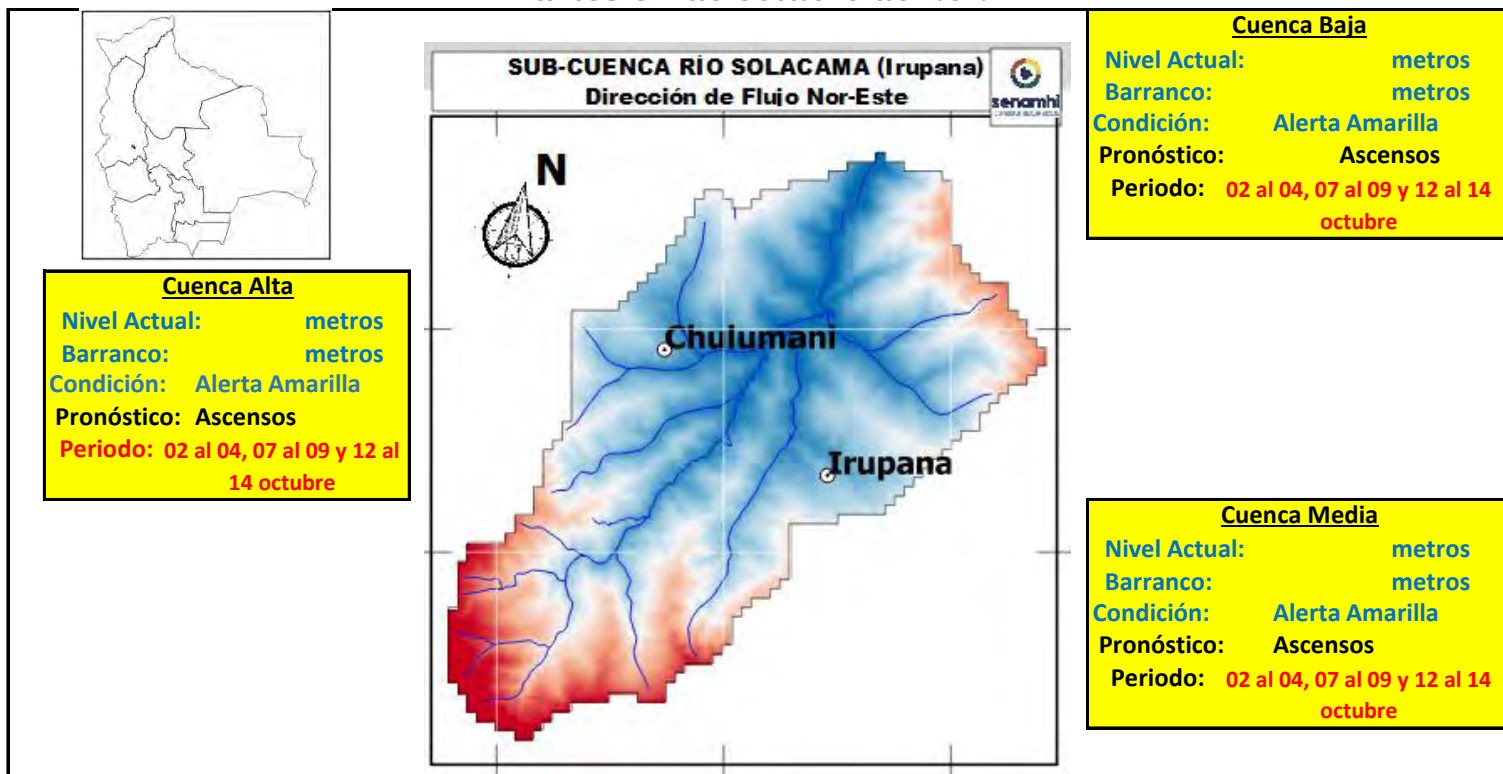 SUB-CUENCA RÍO SOLACAMA (Irupana)
Dirección de Flujo Nor-Este
senamhi
N
Chulumani
Irupana
Cuenca Alta
Nivel Actual: metros
Barranco: metros
Condición: Alerta Amarilla
Pronóstico: Ascensos
Periodo: 02 al 04, 07 al 09 y 12 al
14 octubre
Cuenca Baja
Nivel Actual: metros
Barranco: metros
Condición: Alerta Amarilla
Pronóstico: Ascensos
Periodo: 02 al 04, 07 al 09 y 12 al 14
octubre
Cuenca Media
Nivel Actual: metros
Barranco: metros
Condición: Alerta Amarilla
Pronóstico: Ascensos
Periodo: 02 al 04, 07 al 09 y 12 al 14
octubre